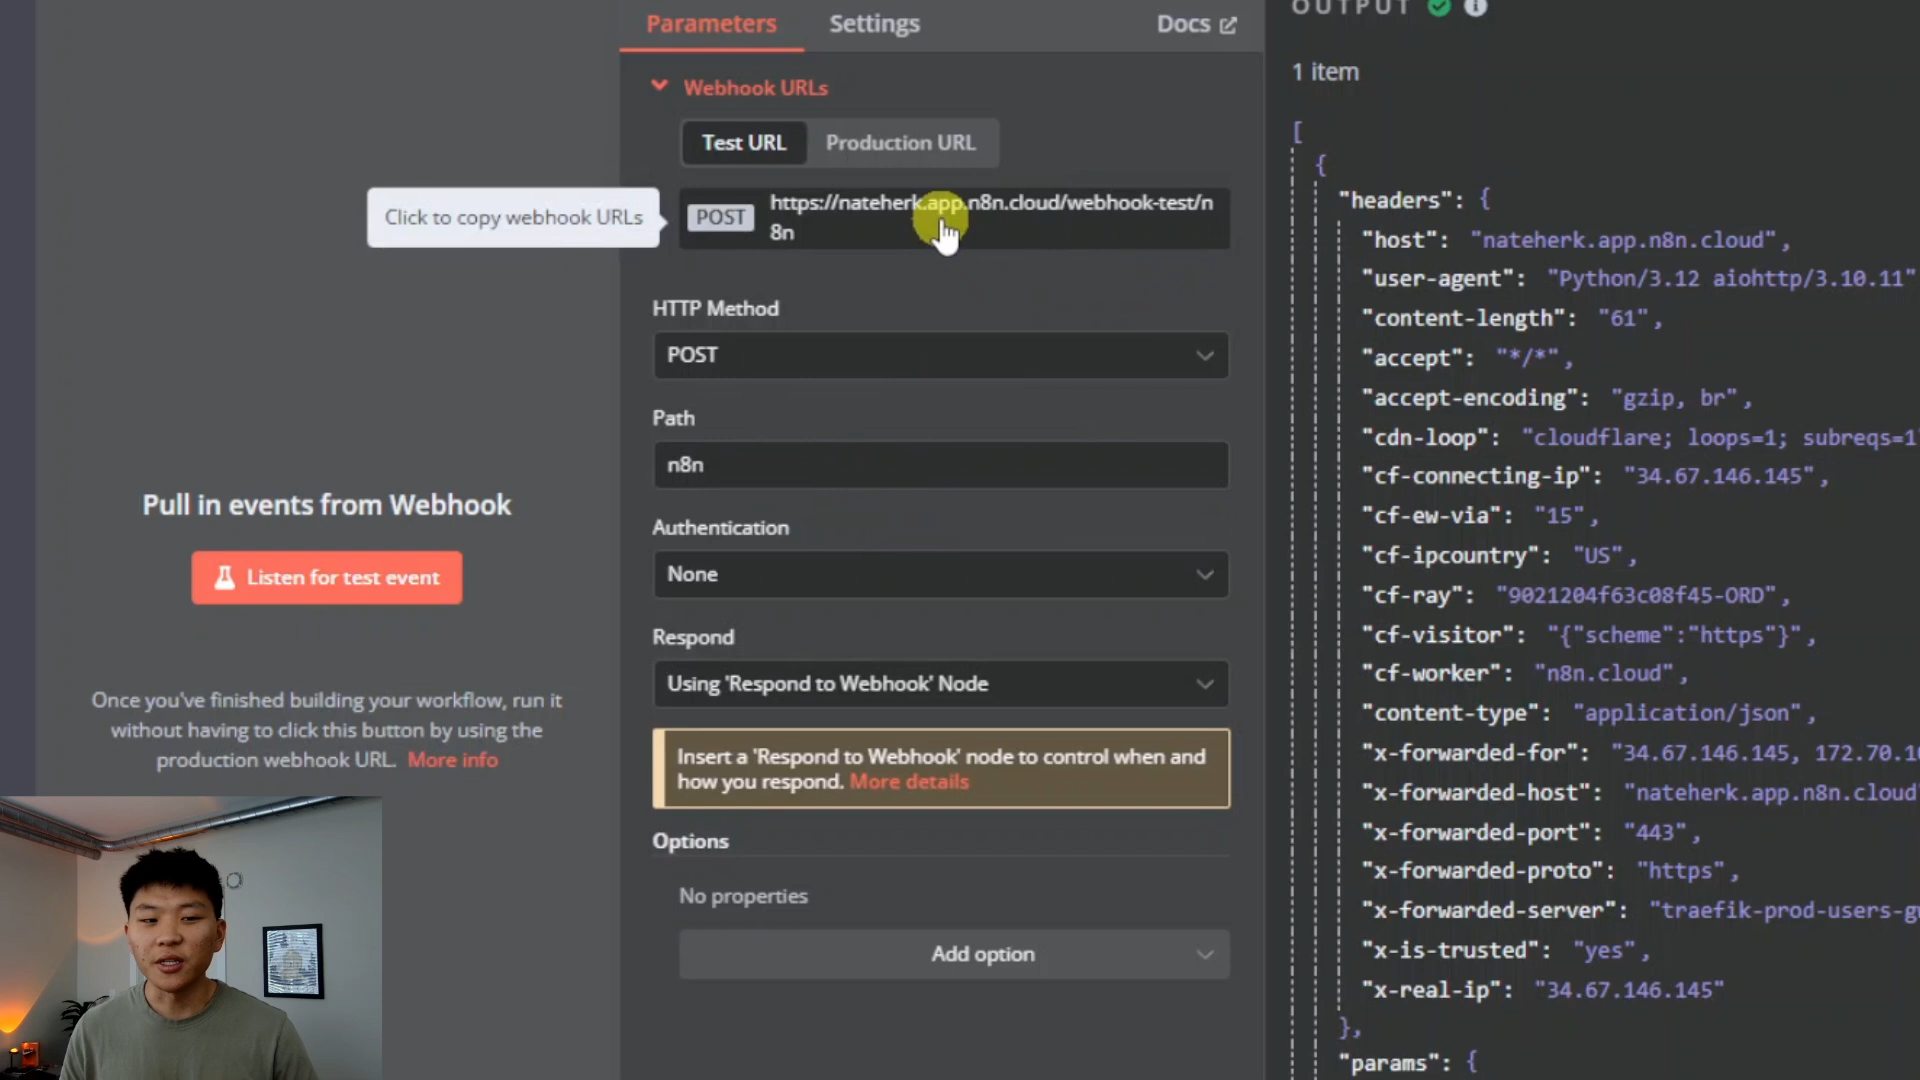 Parameters
Settings
Docs
Webhook URLs
Test URL
Production URL
Click to copy webhook URLs
POST
https://nateherk.app.n8n.cloud/webhook-test/n
8n
HTTP Method
POST
Path
n8n
Authentication
None
Respond
Using 'Respond to Webhook' Node
Insert a 'Respond to Webhook' node to control when and
how you respond. More details
Options
No properties
Add option
Pull in events from Webhook
Listen for test event
Once you've finished building your workflow, run it
without having to click this button by using the
production webhook URL. More info
OUTPUT
1 item
[
{
"headers": {
"host": "nateherk.app.n8n.cloud",
"user-agent": "Python/3.12 aiohttp/3.10.11"
"content-length": "61",
"accept": "*/*",
"accept-encoding": "gzip, br",
"cdn-loop": "cloudflare; loops=1; subreqs=1
"cf-connecting-ip": "34.67.146.145",
"cf-ew-via": "15",
"cf-ipcountry": "US",
"cf-ray": "9021204f63c08f45-ORD",
"cf-visitor": "{"scheme":"https"}",
"cf-worker": "n8n.cloud",
"content-type": "application/json",
"x-forwarded-for": "34.67.146.145, 172.70.1
"x-forwarded-host": "nateherk.app.n8n.cloud"
"x-forwarded-port": "443",
"x-forwarded-proto": "https",
"x-forwarded-server": "traefik-prod-users-g
"x-is-trusted": "yes",
"x-real-ip": "34.67.146.145"
},
"params": {